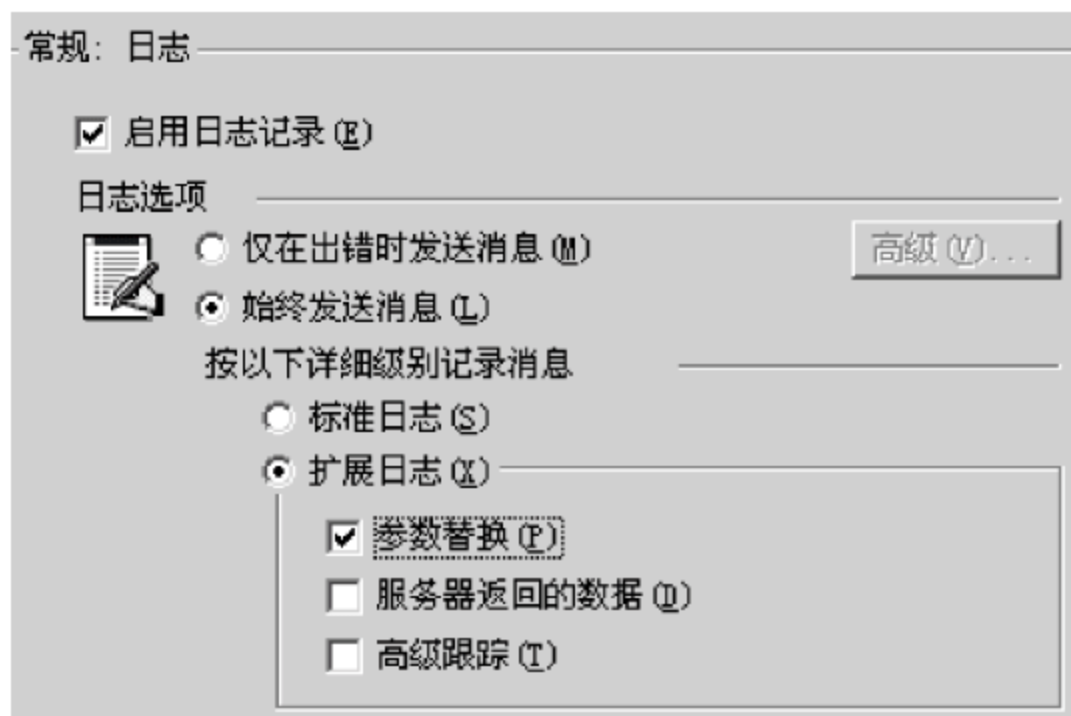 常规: 日志
启用日志记录(E)
日志选项
仅在出错时发送消息(M)
高级(V)...
始终发送消息(L)
按以下详细级别记录消息
标准日志(S)
扩展日志(X)
参数替换(P)
服务器返回的数据(D)
高级跟踪(T)